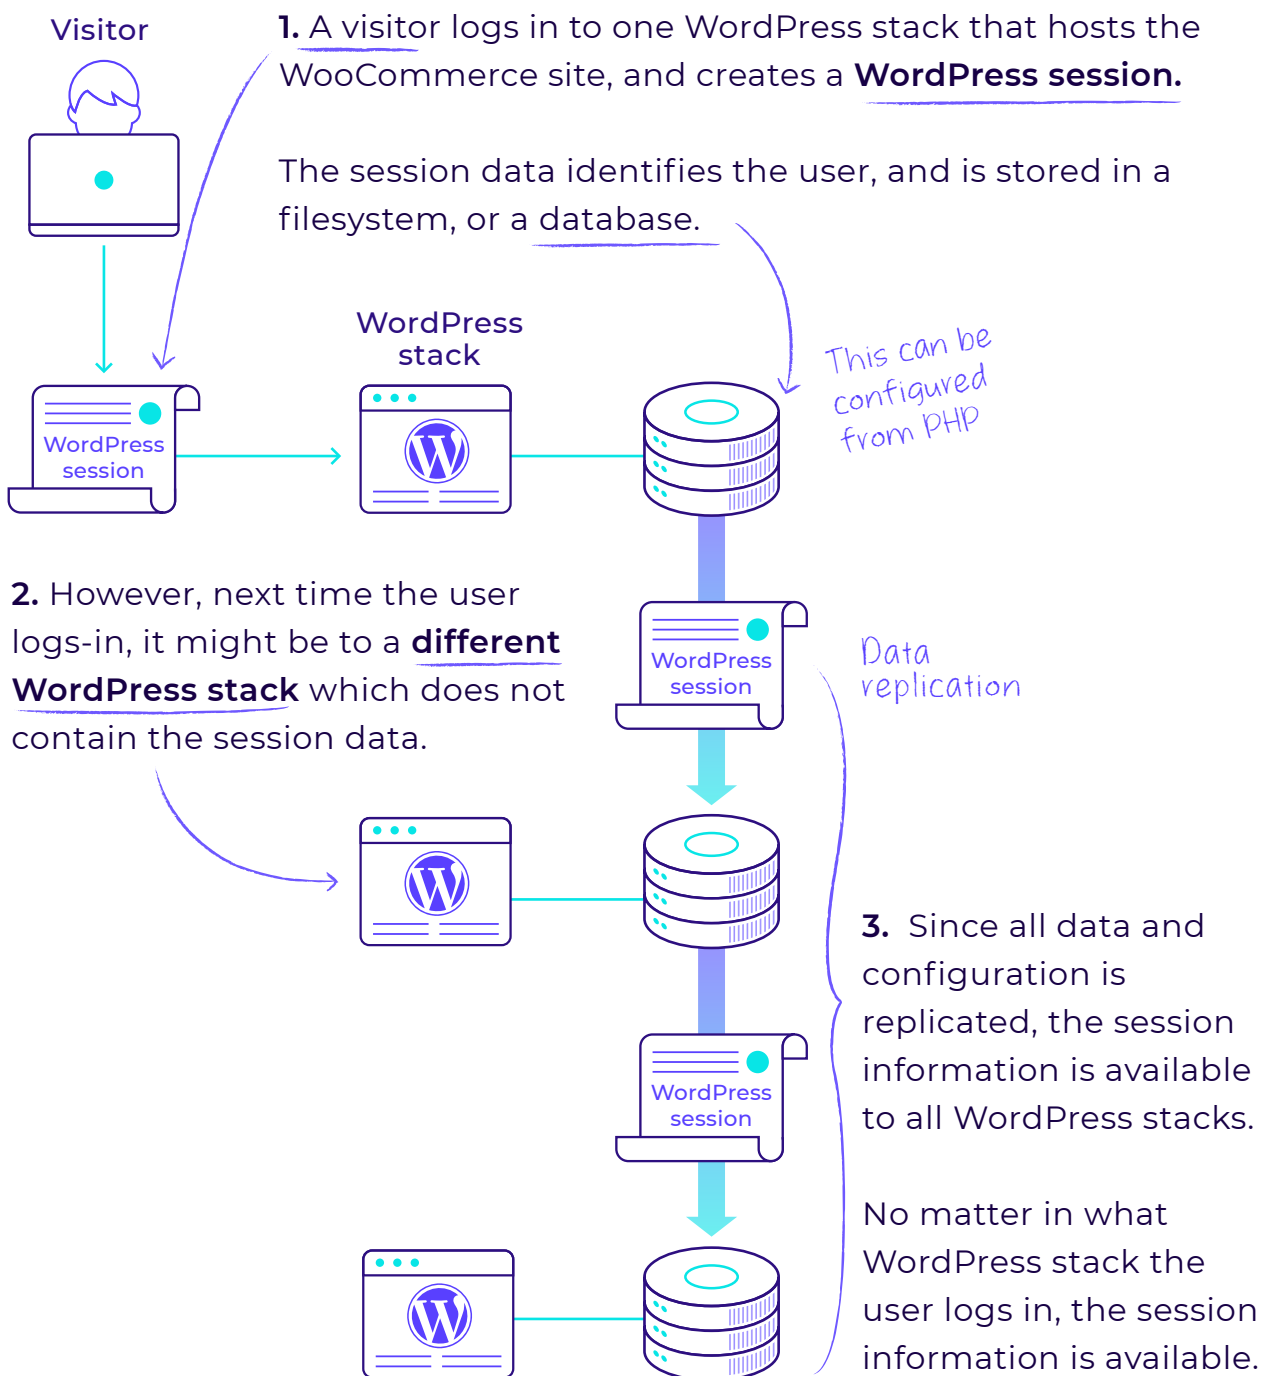 Visitor
1. A visitor logs in to one WordPress stack that hosts the
WooCommerce site, and creates a WordPress session.
The session data identifies the user, and is stored in a
filesystem, or a database.
WordPress
stack
This can be
configured
from PHP
WordPress
session
2. However, next time the user
logs-in, it might be to a different
WordPress stack which does not
contain the session data.
WordPress
session
Data
replication
3. Since all data and
configuration is
replicated, the session
information is available
to all WordPress stacks.
WordPress
session
No matter in what
WordPress stack the
user logs in, the session
information is available.